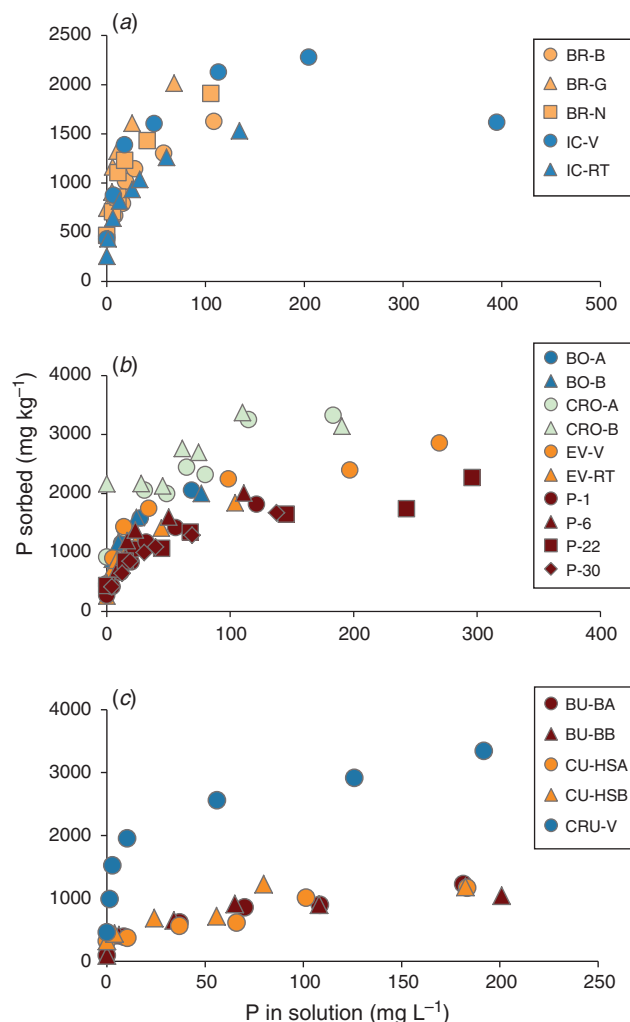 (a)
2500
2000
1500
1000
500
0
0 100 200 300 400 500
BR-B
BR-G
BR-N
IC-V
IC-RT
P sorbed (mg kg⁻¹)
(b)
4000
3000
2000
1000
0
0 100 200 300 400
BO-A
BO-B
CRO-A
CRO-B
EV-V
EV-RT
P-1
P-6
P-22
P-30
(c)
4000
3000
2000
1000
0
0 50 100 150 200 250
BU-BA
BU-BB
CU-HSA
CU-HSB
CRU-V
P in solution (mg L⁻¹)